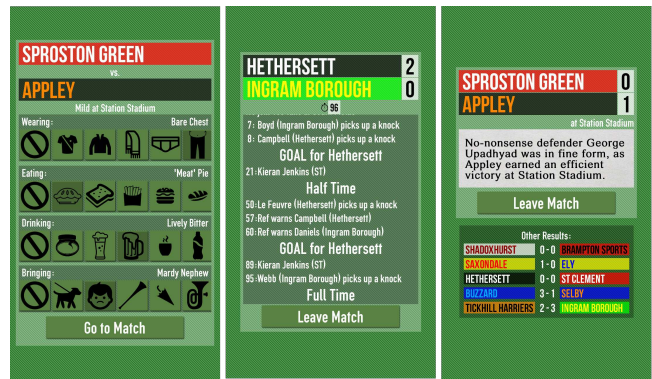 SPROSTON GREEN
vs.
APPLEY
Mild at Station Stadium
Wearing: Bare Chest
Eating: 'Meat' Pie
Drinking: Lively Bitter
Bringing: Mardy Nephew
Go to Match
HETHERSETT 2
INGRAM BOROUGH 0
96
7: Boyd (Ingram Borough) picks up a knock
8: Campbell (Hethersett) picks up a knock
GOAL for Hethersett
21:Kieran Jenkins (ST)
Half Time
50:Le Feuvre (Hethersett) picks up a knock
57:Ref warns Campbell (Hethersett)
60:Ref warns Daniels (Ingram Borough)
GOAL for Hethersett
89:Kieran Jenkins (ST)
95:Webb (Ingram Borough) picks up a knock
Full Time
Leave Match
SPROSTON GREEN 0
APPLEY 1
at Station Stadium
No-nonsense defender George
Upadhyad was in fine form, as
Appley earned an efficient
victory at Station Stadium.
Leave Match
Other Results:
SHADOXHURST 0-0 BRAMPTON SPORTS
SAXONDALE 1-0 ELY
HETHERSETT 0-0 ST CLEMENT
BUZZARD 3-1 SELBY
TICKHILL HARRIERS 2-3 INGRAM BOROUGH